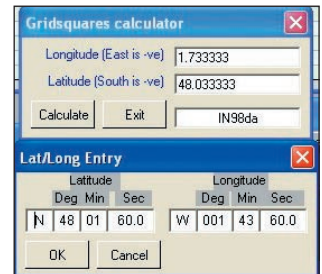 Gridsquares calculator
Longitude (East is -ve) 1.733333
Latitude (South is -ve) 48.033333
Calculate Exit IN98da
Lat/Long Entry
Latitude Longitude
Deg Min Sec Deg Min Sec
N 48 01 60.0 W 001 43 60.0
OK Cancel